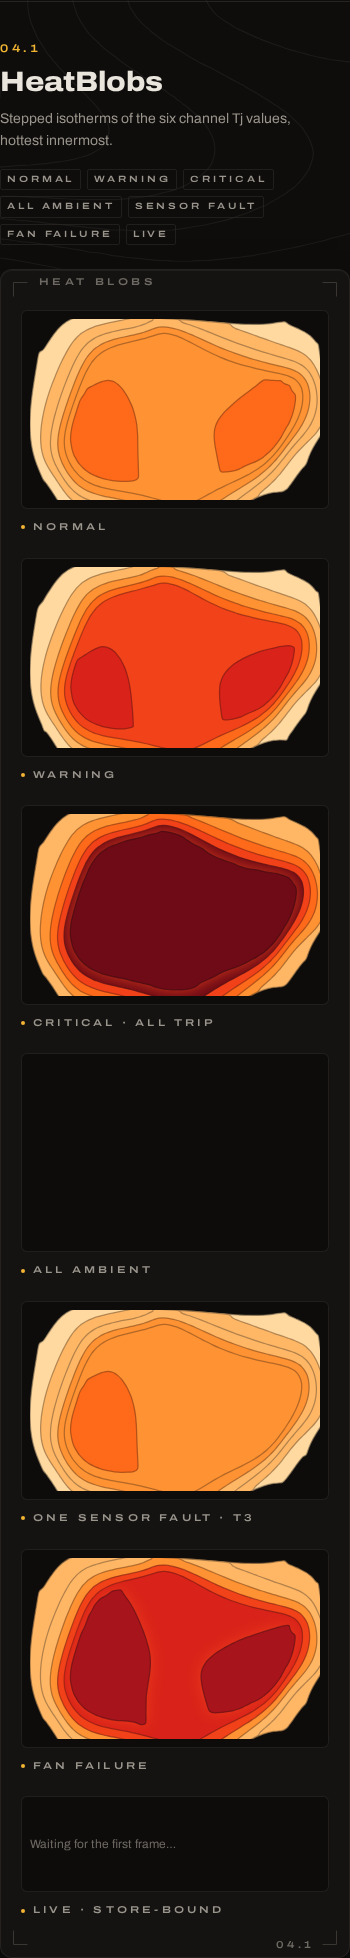 04.1
HeatBlobs
Stepped isotherms of the six channel Tj values,
hottest innermost.
NORMAL WARNING CRITICAL
ALL AMBIENT SENSOR FAULT
FAN FAILURE LIVE
HEAT BLOBS
• NORMAL
• WARNING
• CRITICAL · ALL TRIP
• ALL AMBIENT
• ONE SENSOR FAULT · T3
• FAN FAILURE
Waiting for the first frame...
• LIVE · STORE-BOUND
04.1